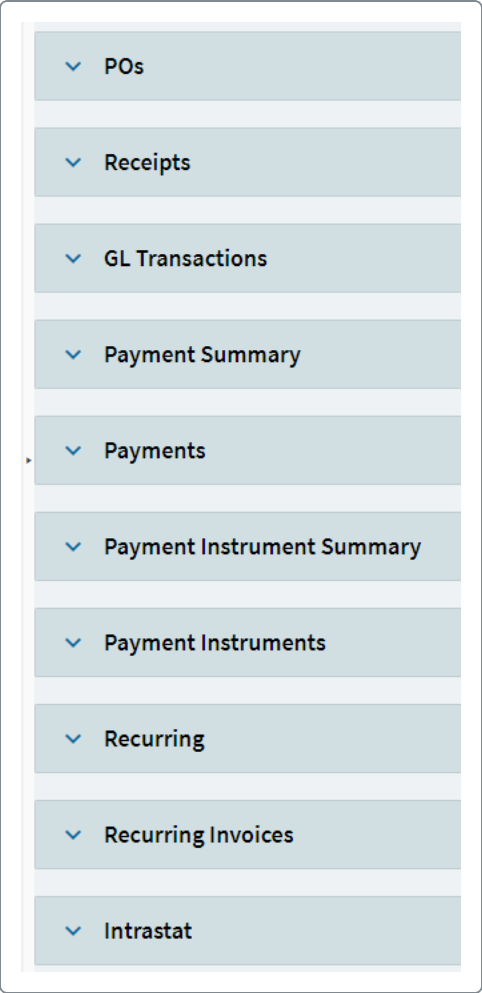 POs
Receipts
GL Transactions
Payment Summary
Payments
Payment Instrument Summary
Payment Instruments
Recurring
Recurring Invoices
Intrastat